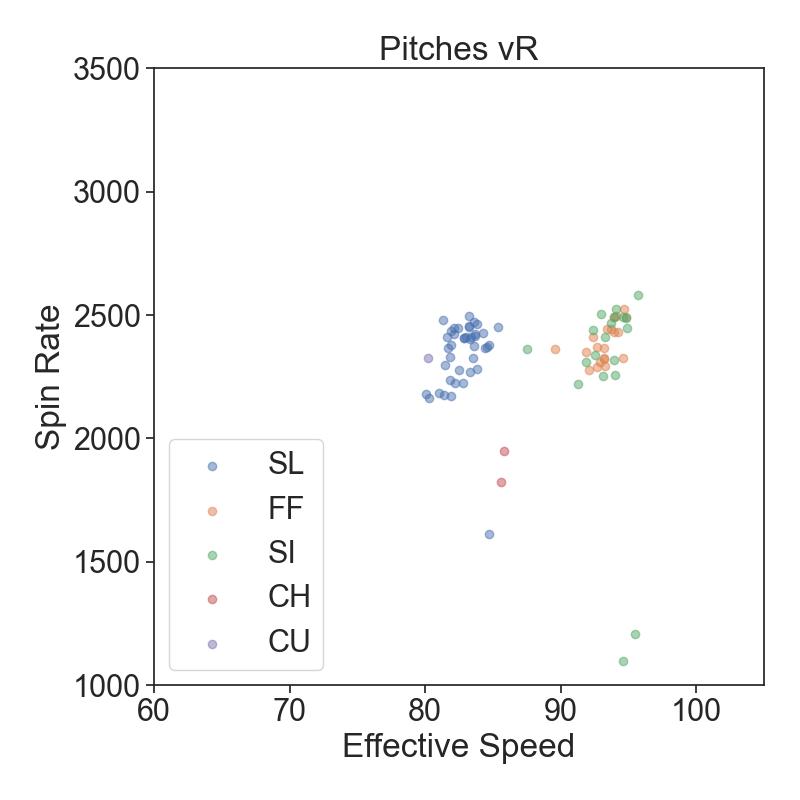 Pitches vR
3500
3000
2500
2000
1500
1000
Spin Rate
SL
FF
SI
CH
CU
60 70 80 90 100
Effective Speed